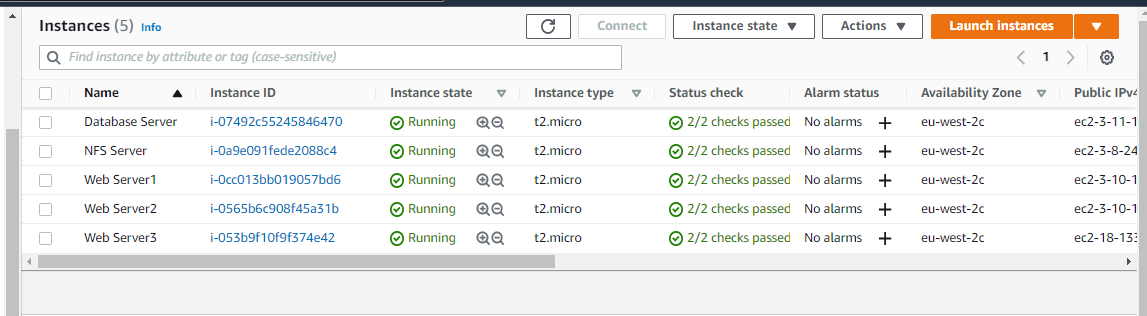 Instances (5) Info Connect Instance state Actions Launch instances
Find instance by attribute or tag (case-sensitive) 1
Name Instance ID Instance state Instance type Status check Alarm status Availability Zone Public IPv4
Database Server i-07492c55245846470 Running t2.micro 2/2 checks passed No alarms + eu-west-2c ec2-3-11-1
NFS Server i-0a9e091fede2088c4 Running t2.micro 2/2 checks passed No alarms + eu-west-2c ec2-3-8-24
Web Server1 i-0cc013bb019057bd6 Running t2.micro 2/2 checks passed No alarms + eu-west-2c ec2-3-10-1
Web Server2 i-0565b6c908f45a31b Running t2.micro 2/2 checks passed No alarms + eu-west-2c ec2-3-10-1
Web Server3 i-053b9f10f9f374e42 Running t2.micro 2/2 checks passed No alarms + eu-west-2c ec2-18-133